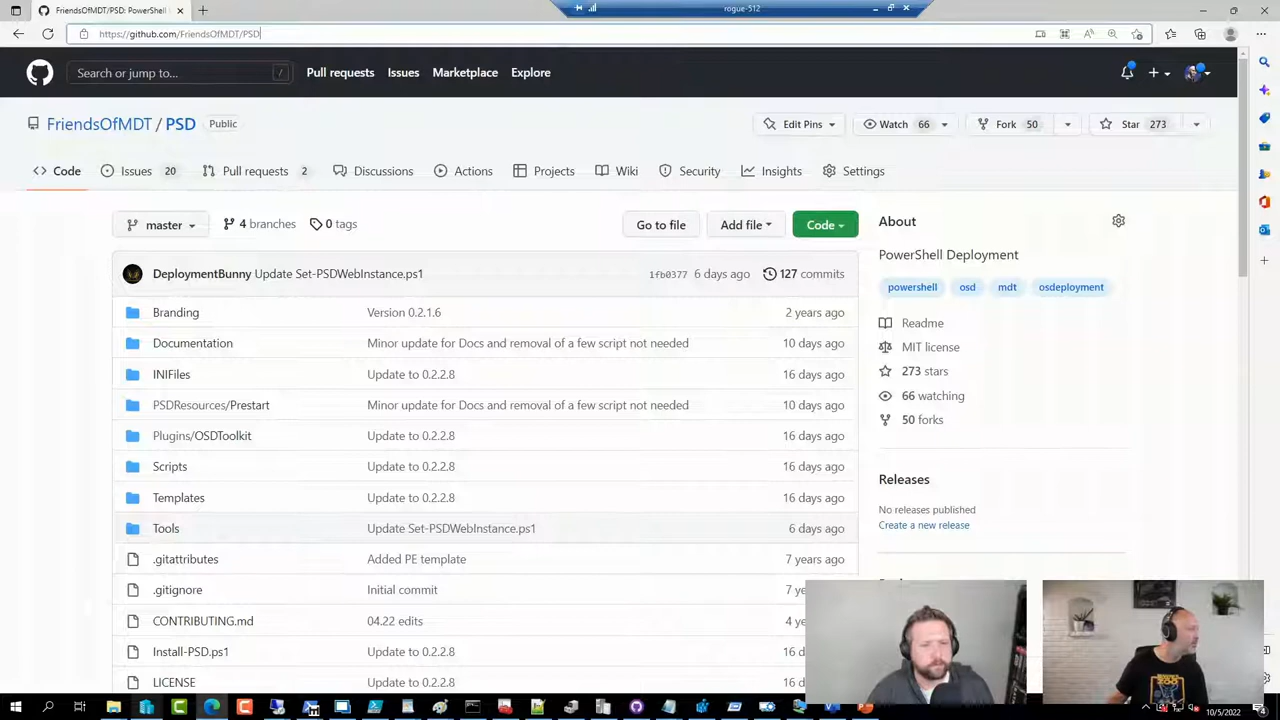 FriendsOfMDT/PSD: PowerShell
rogue-512
https://github.com/FriendsOfMDT/PSD
Search or jump to...
/
Pull requests
Issues
Marketplace
Explore
FriendsOfMDT / PSD
Public
Edit Pins
Watch 66
Fork 50
Star 273
Code
Issues 20
Pull requests 2
Discussions
Actions
Projects
Wiki
Security
Insights
Settings
master
4 branches
0 tags
Go to file
Add file
Code
About
PowerShell Deployment
powershell osd mdt osdeployment
Readme
MIT license
273 stars
66 watching
50 forks
Releases
No releases published
Create a new release
DeploymentBunny Update Set-PSDWebInstance.ps1 1fb0377 6 days ago 127 commits
Branding Version 0.2.1.6 2 years ago
Documentation Minor update for Docs and removal of a few script not needed 10 days ago
INIFiles Update to 0.2.2.8 16 days ago
PSDResources/Prestart Minor update for Docs and removal of a few script not needed 10 days ago
Plugins/OSDToolkit Update to 0.2.2.8 16 days ago
Scripts Update to 0.2.2.8 16 days ago
Templates Update to 0.2.2.8 16 days ago
Tools Update Set-PSDWebInstance.ps1 6 days ago
.gitattributes Added PE template 7 years ago
.gitignore Initial commit 7 ye
CONTRIBUTING.md 04.22 edits 4 ye
Install-PSD.ps1 Update to 0.2.2.8 16 d
LICENSE Update to 0.2.2.8 16 d
10/5/2022